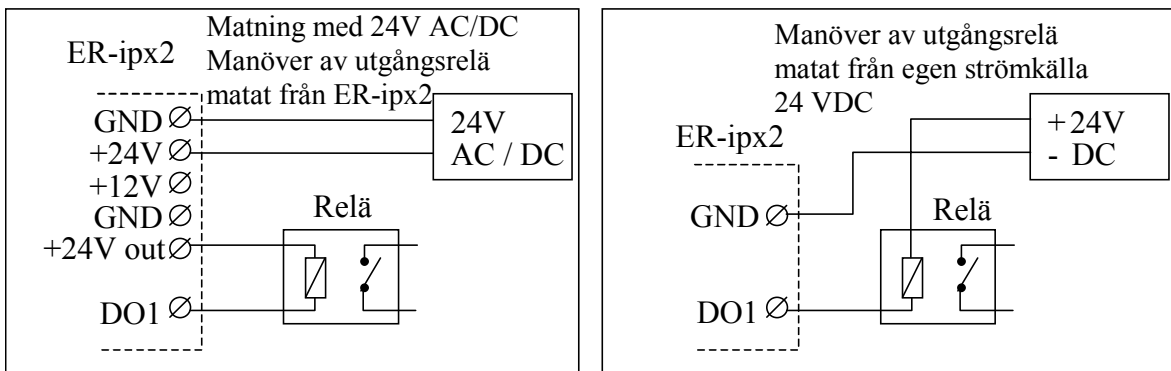 Matning med 24V AC/DC
Manöver av utgångsrelä
matat från ER-ipx2
ER-ipx2
GND
+24V
+12V
GND
+24V out
DO1
24V
AC / DC
Relä
Manöver av utgångsrelä
matat från egen strömkälla
24 VDC
ER-ipx2
GND
DO1
+24V
- DC
Relä